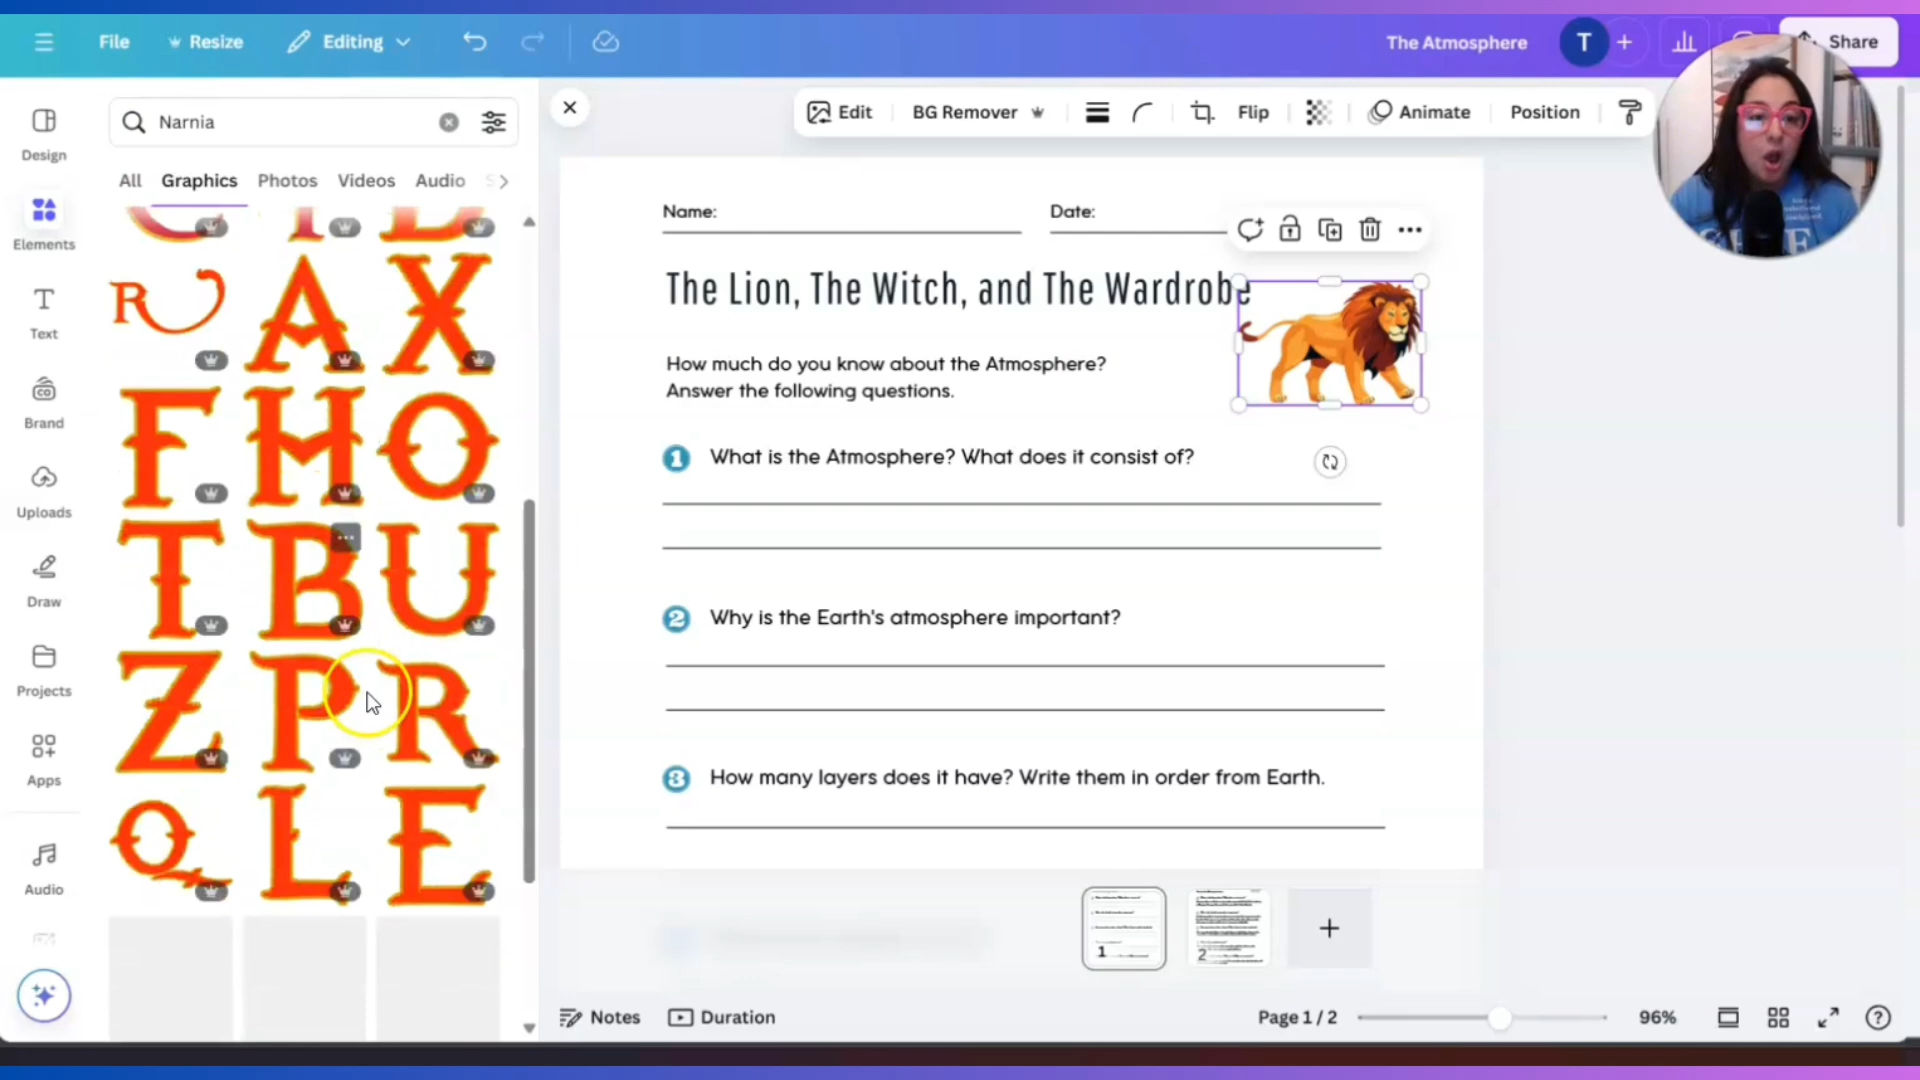 File
Resize
Editing
The Atmosphere
T
Share
Design
Elements
Text
Brand
Uploads
Draw
Projects
Apps
Audio
Narnia
All Graphics Photos Videos Audio
R A X
F H O
T B U
Z P R
Q L E
Edit
BG Remover
Flip
Animate
Position
Name:
Date:
The Lion, The Witch, and The Wardrobe
How much do you know about the Atmosphere?
Answer the following questions.
1 What is the Atmosphere? What does it consist of?
2 Why is the Earth's atmosphere important?
3 How many layers does it have? Write them in order from Earth.
1
2
Notes
Duration
Page 1 / 2
96%